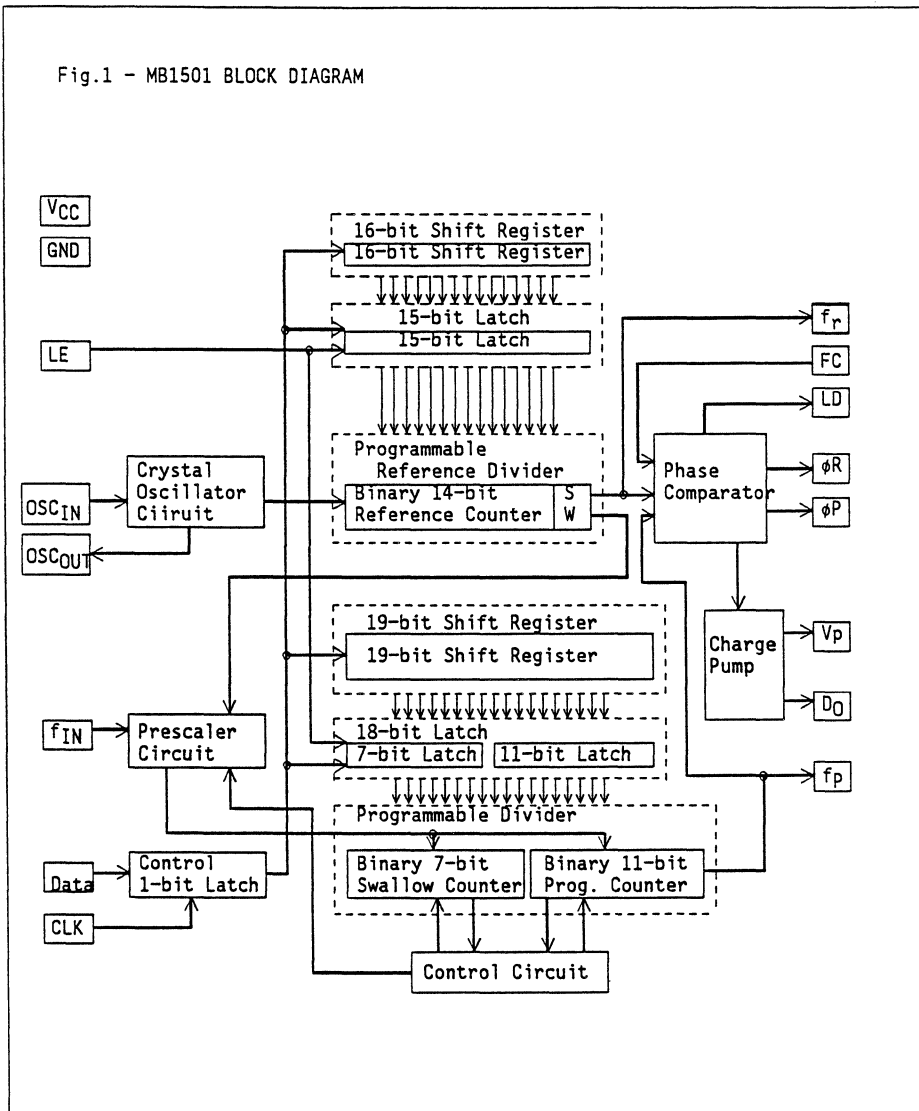 Fig.1 - MB1501 BLOCK DIAGRAM
VCC
GND
LE
OSCIN
OSCOUT
Crystal
Oscillator
Ciiruit
16-bit Shift Register
16-bit Shift Register
15-bit Latch
15-bit Latch
Programmable
Reference Divider
Binary 14-bit
Reference Counter
S
W
Phase
Comparator
fr
FC
LD
φR
φP
Charge
Pump
Vp
DO
fp
19-bit Shift Register
19-bit Shift Register
fIN
Prescaler
Circuit
18-bit Latch
7-bit Latch
11-bit Latch
Programmable Divider
Binary 7-bit
Swallow Counter
Binary 11-bit
Prog. Counter
Data
CLK
Control
1-bit Latch
Control Circuit